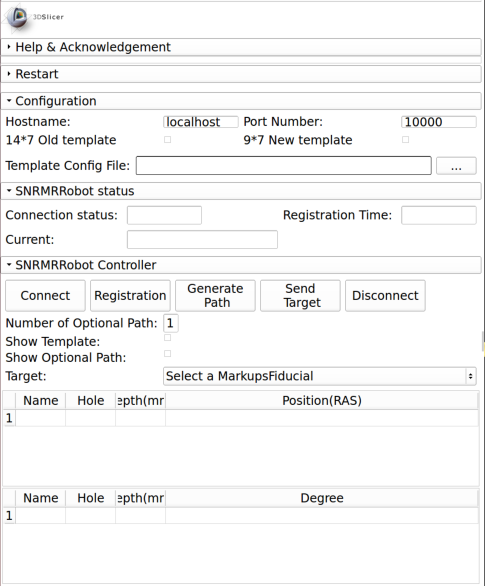 3DSlicer
Help & Acknowledgement
Restart
Configuration
Hostname: localhost Port Number: 10000
14*7 Old template 9*7 New template
Template Config File: ...
SNRMRRobot status
Connection status: Registration Time:
Current:
SNRMRRobot Controller
Connect Registration Generate Path Send Target Disconnect
Number of Optional Path: 1
Show Template:
Show Optional Path:
Target: Select a MarkupsFiducial
Name Hole epth(mr Position(RAS)
1
Name Hole epth(mr Degree
1